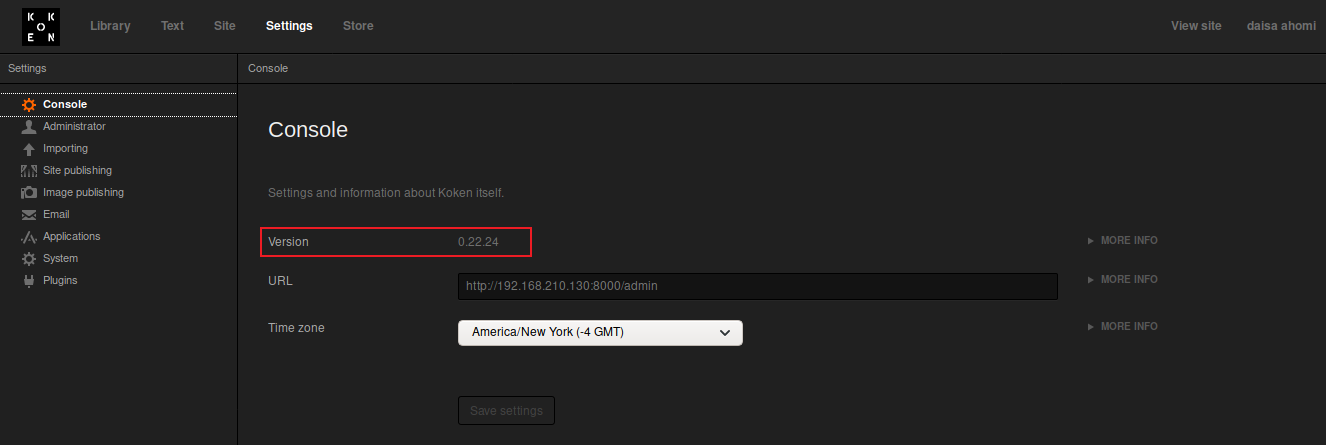 KOKEN Library Text Site Settings Store View site daisa ahomi
Settings Console
Console
Administrator
Importing
Site publishing
Image publishing
Email
Applications
System
Plugins
Console
Settings and information about Koken itself.
Version 0.22.24 MORE INFO
URL http://192.168.210.130:8000/admin MORE INFO
Time zone America/New York (-4 GMT) MORE INFO
Save settings